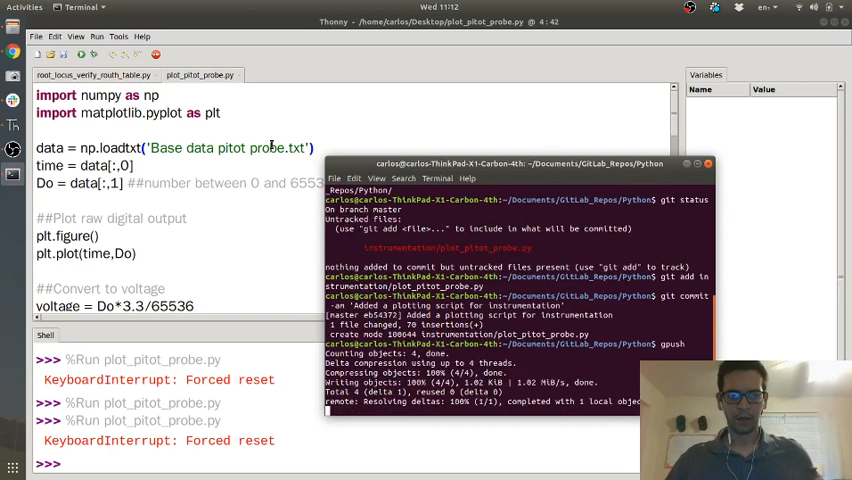 Activities
Terminal
Wed 11:12
en
Thonny - /home/carlos/Desktop/plot_pitot_probe.py @ 4 : 42
File Edit View Run Tools Help
root_locus_verify_routh_table.py
plot_pitot_probe.py
Variables
Name Value
import numpy as np
import matplotlib.pyplot as plt
data = np.loadtxt('Base data pitot probe.txt')
time = data[:,0]
Do = data[:,1] ##number between 0 and 6553
##Plot raw digital output
plt.figure()
plt.plot(time,Do)
##Convert to voltage
voltage = Do*3.3/65536
Shell
>>> %Run plot_pitot_probe.py
KeyboardInterrupt: Forced reset
>>> %Run plot_pitot_probe.py
>>> %Run plot_pitot_probe.py
KeyboardInterrupt: Forced reset
>>>
carlos@carlos-ThinkPad-X1-Carbon-4th: ~/Documents/GitLab_Repos/Python
File Edit View Search Terminal Help
_Repos/Python/
carlos@carlos-ThinkPad-X1-Carbon-4th:~/Documents/GitLab_Repos/Python$ git status
On branch master
Untracked files:
(use "git add <file>..." to include in what will be committed)
instrumentation/plot_pitot_probe.py
nothing added to commit but untracked files present (use "git add" to track)
carlos@carlos-ThinkPad-X1-Carbon-4th:~/Documents/GitLab_Repos/Python$ git add in
strumentation/plot_pitot_probe.py
carlos@carlos-ThinkPad-X1-Carbon-4th:~/Documents/GitLab_Repos/Python$ git commit
-am 'Added a plotting script for instrumentation'
[master eb54372] Added a plotting script for instrumentation
1 file changed, 70 insertions(+)
create mode 100644 instrumentation/plot_pitot_probe.py
carlos@carlos-ThinkPad-X1-Carbon-4th:~/Documents/GitLab_Repos/Python$ gpush
Counting objects: 4, done.
Delta compression using up to 4 threads.
Compressing objects: 100% (4/4), done.
Writing objects: 100% (4/4), 1.02 KiB | 1.02 MiB/s, done.
Total 4 (delta 1), reused 0 (delta 0)
remote: Resolving deltas: 100% (1/1), completed with 1 local objec